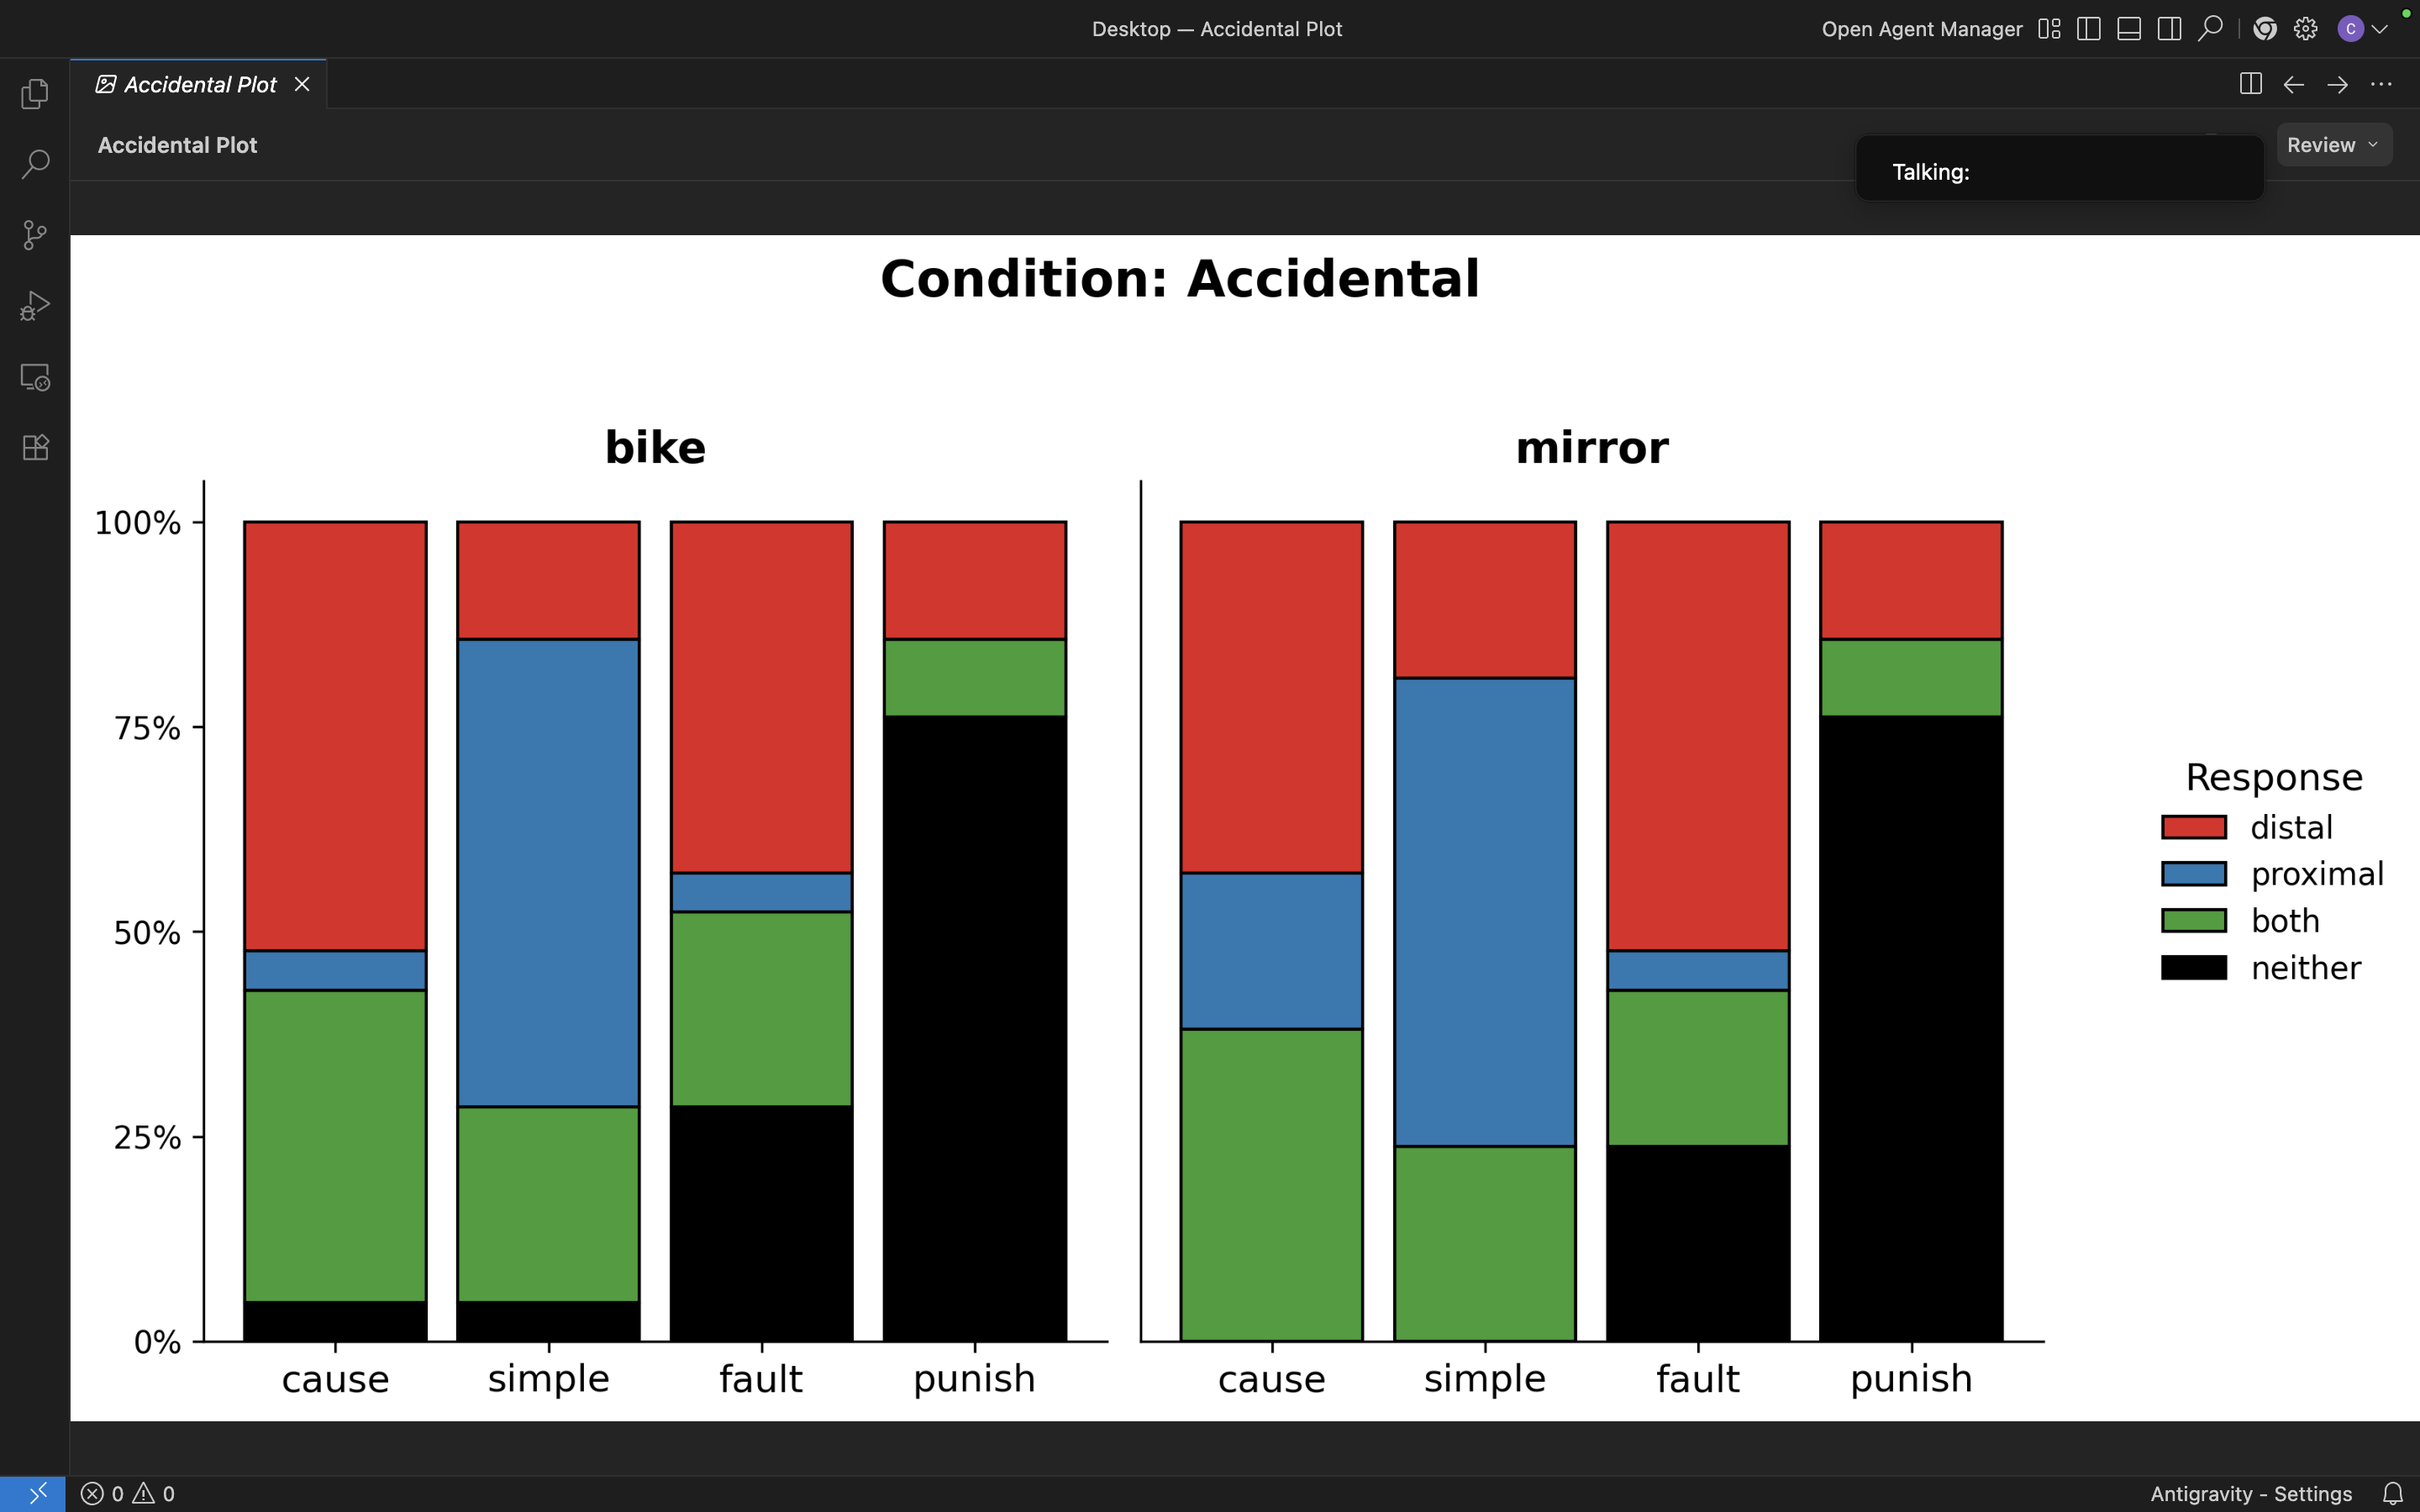 Desktop — Accidental Plot
Open Agent Manager
C
Accidental Plot
Accidental Plot
Review
Talking:
Condition: Accidental
bike
mirror
100%
75%
50%
25%
0%
cause simple fault punish
cause simple fault punish
Response
distal
proximal
both
neither
0 0
Antigravity - Settings